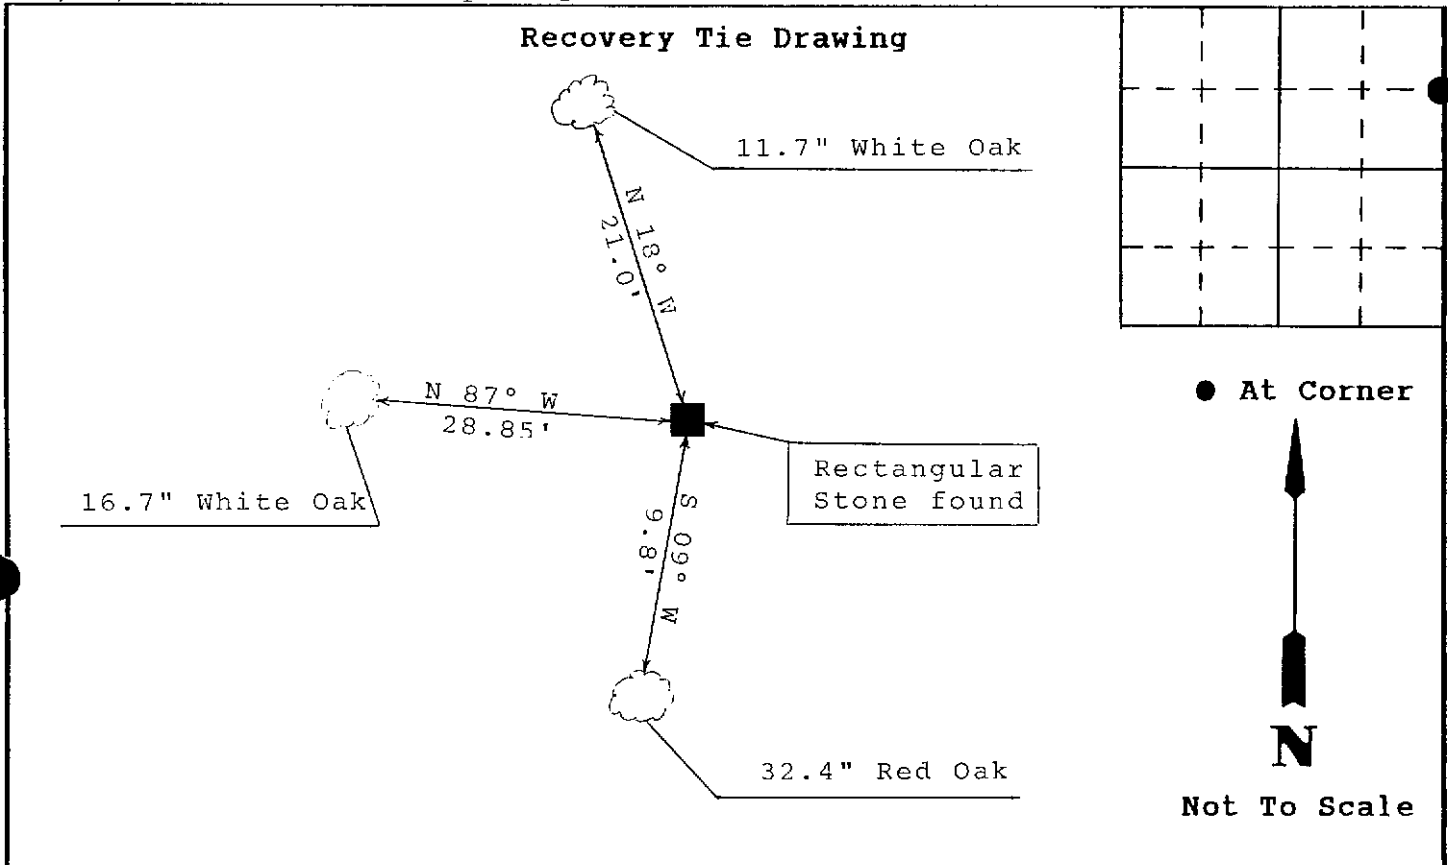 Recovery Tie Drawing
11.7" White Oak
N 18° W
21.0'
N 87° W
28.85'
● At Corner
Rectangular
Stone found
16.7" White Oak
S 09° W
9.8'
32.4" Red Oak
N
Not To Scale